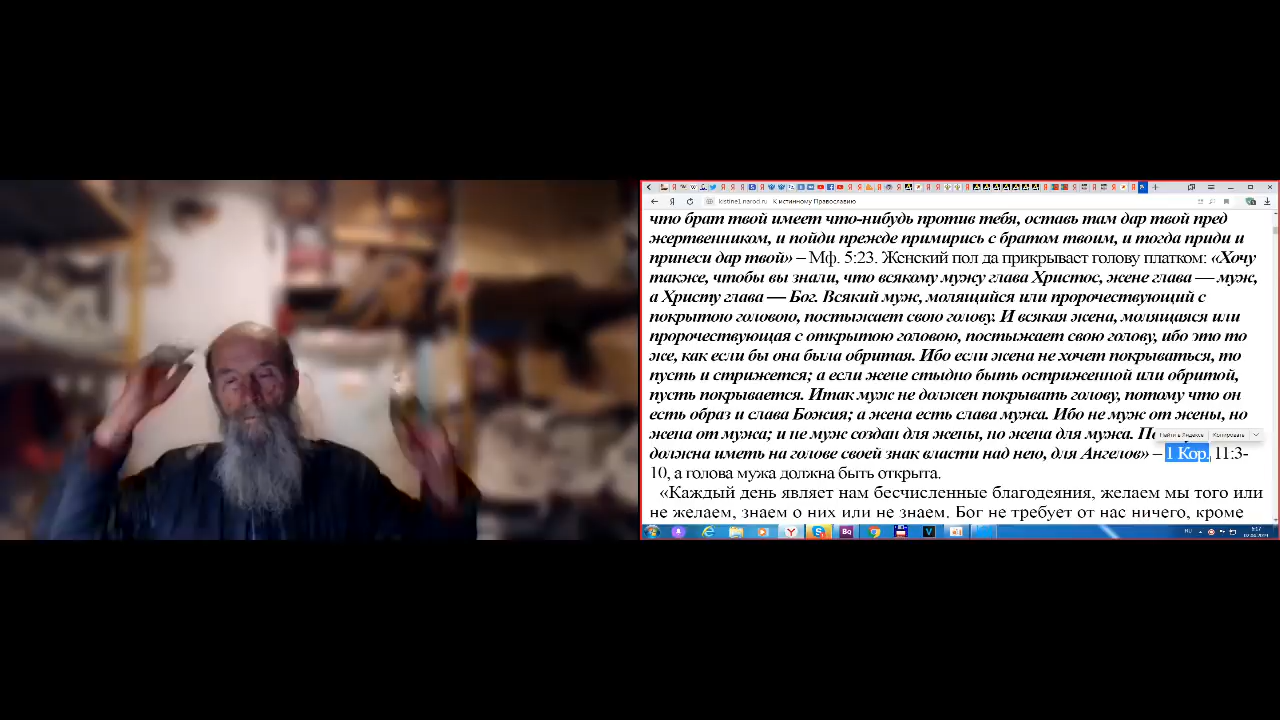 kistine1.narod.ru К истинному Православию
что брат твой имеет что-нибудь против тебя, оставь там дар твой пред
жертвенником, и пойди прежде примирись с братом твоим, и тогда приди и
принеси дар твой» – Мф. 5:23. Женский пол да прикрывает голову платком: «Хочу
также, чтобы вы знали, что всякому мужу глава Христос, жене глава — муж,
а Христу глава — Бог. Всякий муж, молящийся или пророчествующий с
покрытою головою, постыжает свою голову. И всякая жена, молящаяся или
пророчествующая с открытою головою, постыжает свою голову, ибо это то
же, как если бы она была обритая. Ибо если жена не хочет покрываться, то
пусть и стрижется; а если жене стыдно быть остриженной или обритой,
пусть покрывается. Итак муж не должен покрывать голову, потому что он
есть образ и слава Божия; а жена есть слава мужа. Ибо не муж от жены, но
жена от мужа; и не муж создан для жены, но жена для мужа.
Найти в Яндексе Копировать
должна иметь на голове своей знак власти над нею, для Ангелов» – 1 Кор. 11:3-
10, а голова мужа должна быть открыта.
«Каждый день являет нам бесчисленные благодеяния, желаем мы того или
не желаем, знаем о них или не знаем. Бог не требует от нас ничего, кроме